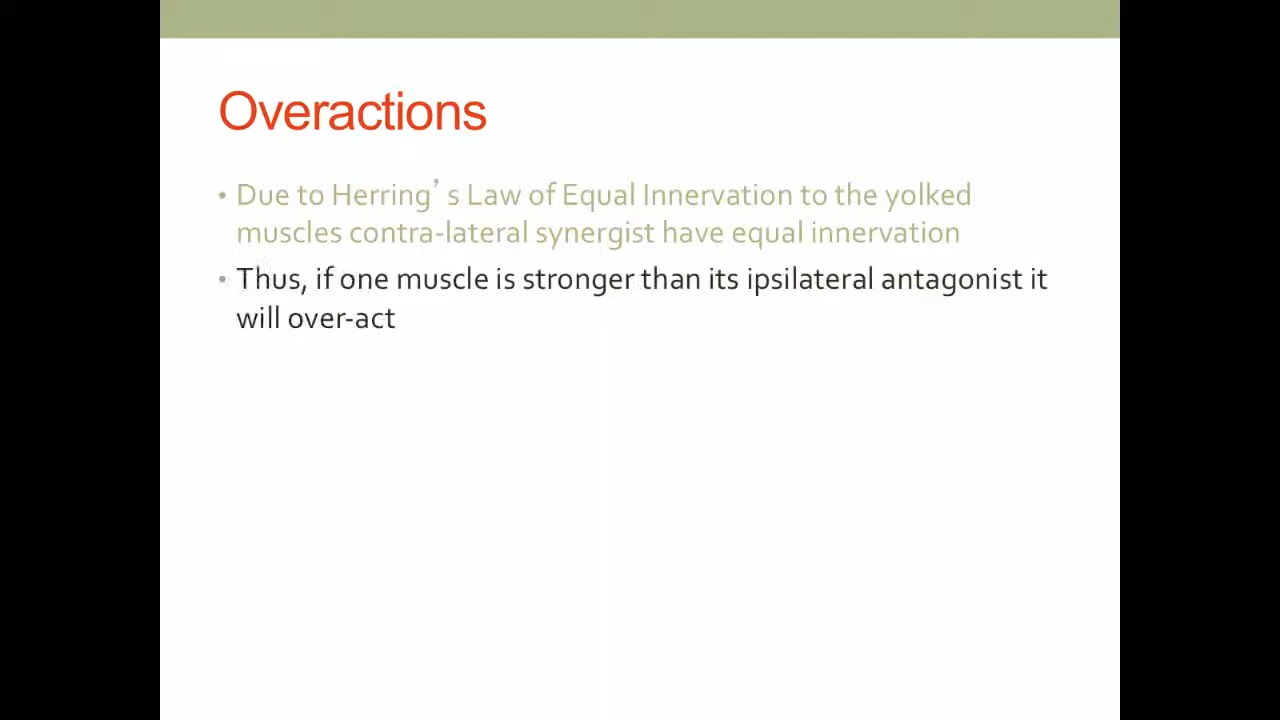 Overactions
• Due to Herring’s Law of Equal Innervation to the yolked
muscles contra-lateral synergist have equal innervation
• Thus, if one muscle is stronger than its ipsilateral antagonist it
will over-act